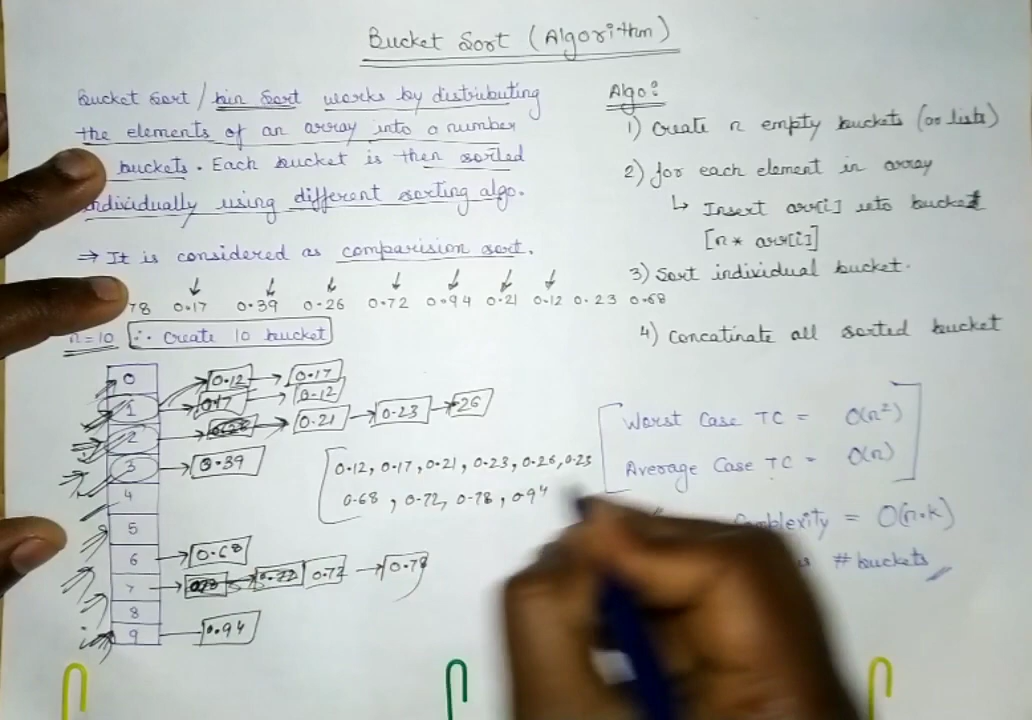 Bucket Sort (Algorithm)
Bucket Sort / bin Sort works by distributing
the elements of an array into a number
buckets. Each bucket is then sorted
individually using different sorting algo.
⇒ It is considered as comparision sort.
78 0.17 0.39 0.26 0.72 0.94 0.21 0.12 0.23 0.68
n=10 ∴ Create 10 bucket
Algo:
1) Create n empty buckets (or lists)
2) for each element in array
↳ Insert arr[i] into bucket
[n * arr[i]]
3) Sort individual bucket.
4) Concatinate all sorted bucket
0 → 0.12 → 0.17
1 → 0.17 → 0.12
2 → 0.21 → 0.23 → 26
3 → 0.39
4
5
6 → 0.68
7 → 0.72 → 0.78
8
9 0.94
0.12, 0.17, 0.21, 0.23, 0.26, 0.23
0.68, 0.72, 0.78, 0.94
Worst Case TC = O(n²)
Average Case TC = O(n)
Complexity = O(n.k)
#buckets